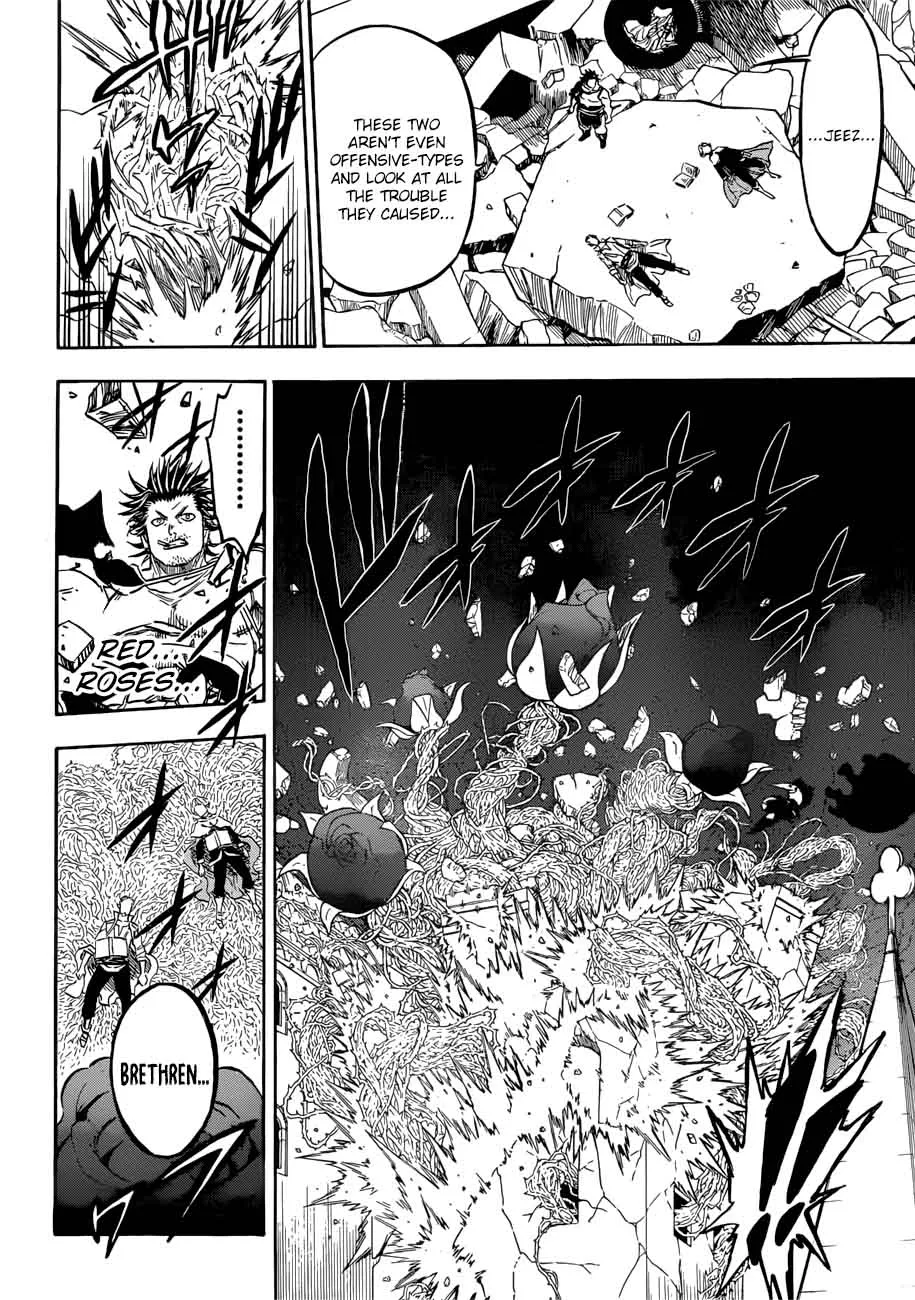 ...JEEZ...
THESE TWO
AREN'T EVEN
OFFENSIVE-TYPES
AND LOOK AT ALL
THE TROUBLE
THEY CAUSED...
..........
RED...
ROSES...
BRETHREN...